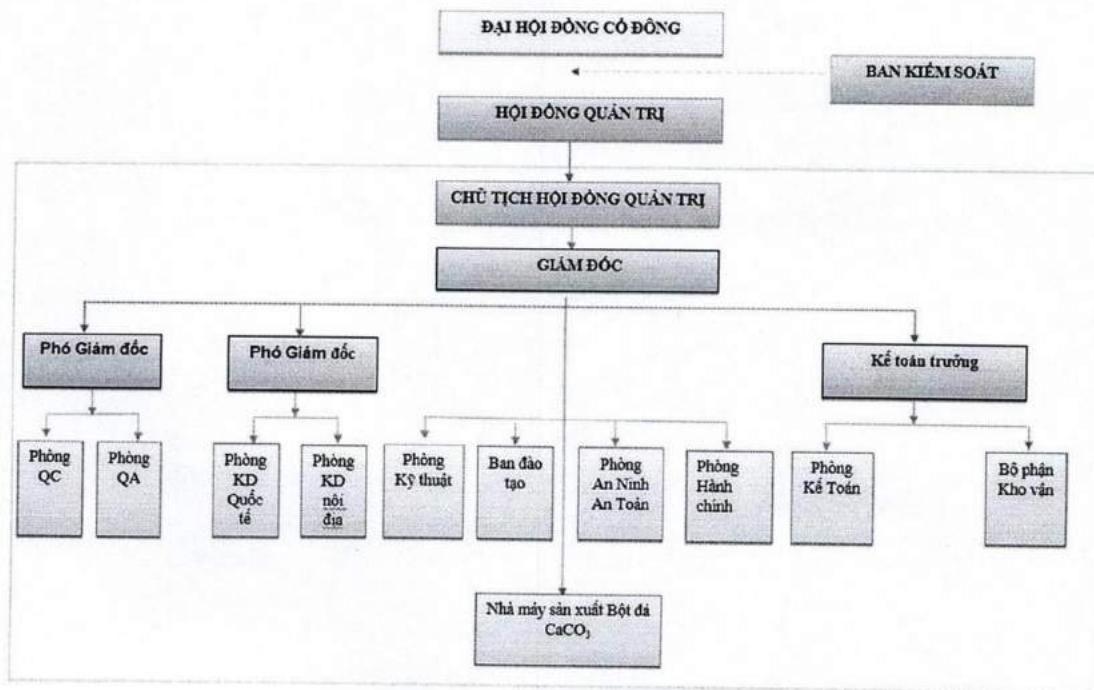 ĐẠI HỘI ĐỒNG CỔ ĐÔNG
BAN KIỂM SOÁT
HỘI ĐỒNG QUẢN TRỊ
CHỦ TỊCH HỘI ĐỒNG QUẢN TRỊ
GIÁM ĐỐC
Phó Giám đốc
Phó Giám đốc
Kế toán trưởng
Phòng
QC
Phòng
QA
Phòng
KD
Quốc
tế
Phòng
KD
nội
địa
Phòng
Kỹ thuật
Ban đào
tạo
Phòng
An Ninh
An Toàn
Phòng
Hành
chính
Phòng
Kế Toán
Bộ phận
Kho vận
Nhà máy sản xuất Bột đá
CaCO₃